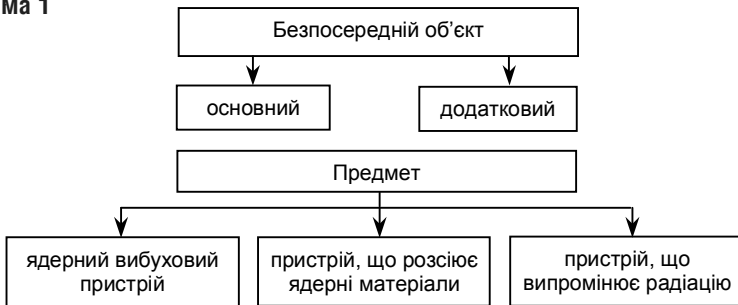 ма 1
Безпосередній об’єкт
основний
додатковий
Предмет
ядерний вибуховий
пристрій
пристрій, що розсіює
ядерні матеріали
пристрій, що
випромінює радіацію